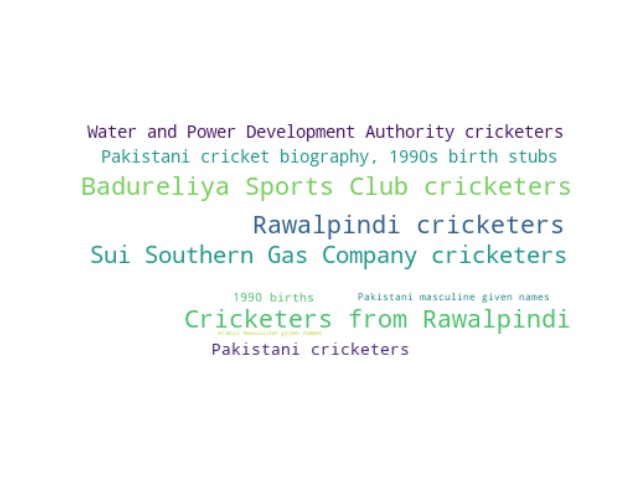 Water and Power Development Authority cricketers
Pakistani cricket biography, 1990s birth stubs
Badureliya Sports Club cricketers
Rawalpindi cricketers
Sui Southern Gas Company cricketers
1990 births
Pakistani masculine given names
Cricketers from Rawalpindi
Arabic masculine given names
Pakistani cricketers